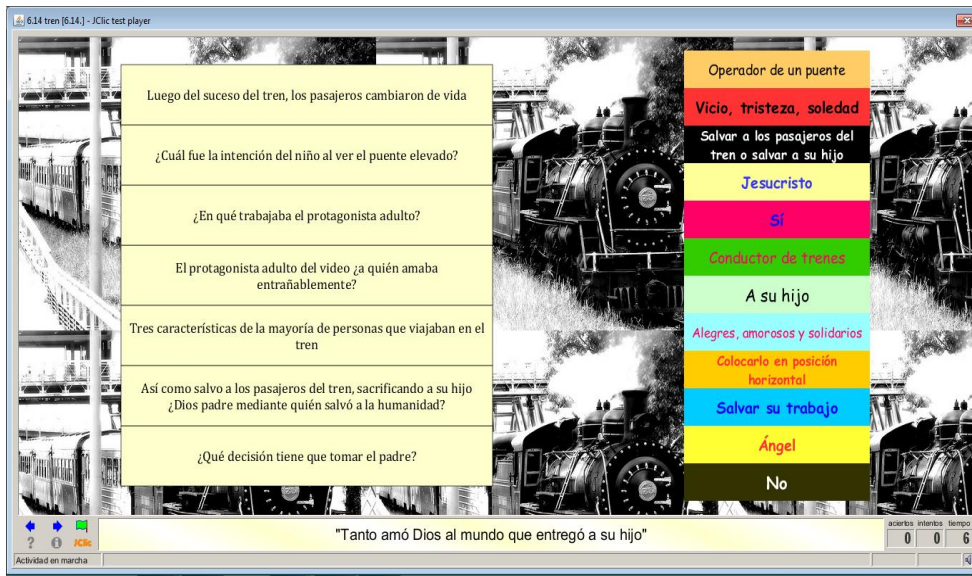 6.14 tren [6.14.] - JClic test player
Luego del suceso del tren, los pasajeros cambiaron de vida
¿Cuál fue la intención del niño al ver el puente elevado?
¿En qué trabajaba el protagonista adulto?
El protagonista adulto del video ¿a quién amaba
entrañablemente?
Tres características de la mayoría de personas que viajaban en el
tren
Así como salvo a los pasajeros del tren, sacrificando a su hijo
¿Dios padre mediante quién salvó a la humanidad?
¿Qué decisión tiene que tomar el padre?
Operador de un puente
Vicio, tristeza, soledad
Salvar a los pasajeros del
tren o salvar a su hijo
Jesucristo
Sí
Conductor de trenes
A su hijo
Alegres, amorosos y solidarios
Colocarlo en posición
horizontal
Salvar su trabajo
Ángel
No
"Tanto amó Dios al mundo que entregó a su hijo"
JClic
aciertos intentos tiempo
0 0 6
Actividad en marcha